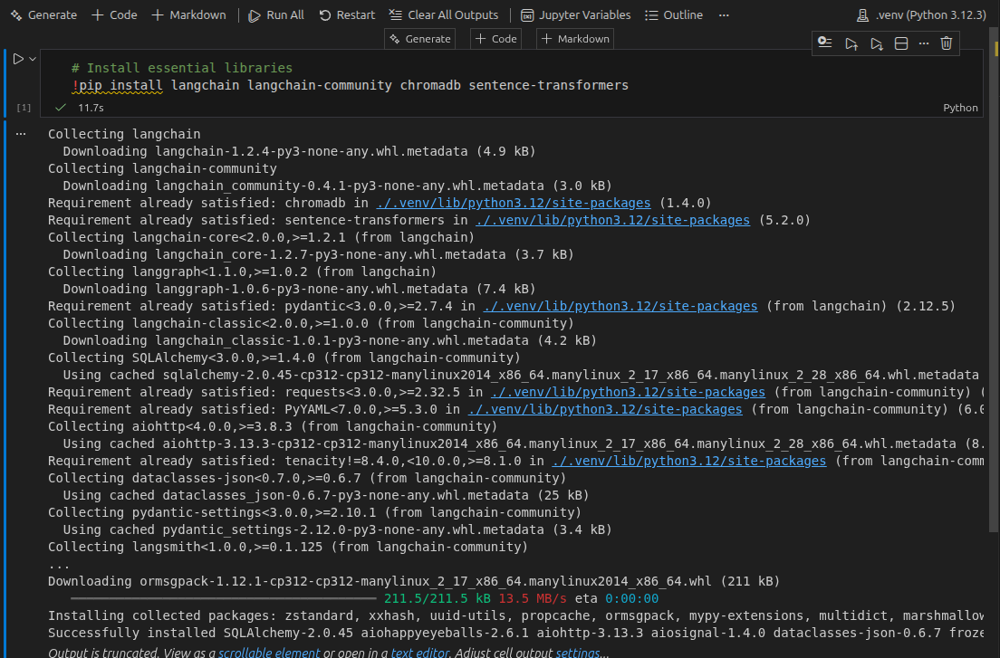 Generate + Code + Markdown | Run All Restart Clear All Outputs | Jupyter Variables Outline ... .venv (Python 3.12.3)
Generate + Code + Markdown
# Install essential libraries
!pip install langchain langchain-community chromadb sentence-transformers
[1] 11.7s Python
... Collecting langchain
Downloading langchain-1.2.4-py3-none-any.whl.metadata (4.9 kB)
Collecting langchain-community
Downloading langchain_community-0.4.1-py3-none-any.whl.metadata (3.0 kB)
Requirement already satisfied: chromadb in ./.venv/lib/python3.12/site-packages (1.4.0)
Requirement already satisfied: sentence-transformers in ./.venv/lib/python3.12/site-packages (5.2.0)
Collecting langchain-core<2.0.0,>=1.2.1 (from langchain)
Downloading langchain_core-1.2.7-py3-none-any.whl.metadata (3.7 kB)
Collecting langgraph<1.1.0,>=1.0.2 (from langchain)
Downloading langgraph-1.0.6-py3-none-any.whl.metadata (7.4 kB)
Requirement already satisfied: pydantic<3.0.0,>=2.7.4 in ./.venv/lib/python3.12/site-packages (from langchain) (2.12.5)
Collecting langchain-classic<2.0.0,>=1.0.0 (from langchain-community)
Downloading langchain_classic-1.0.1-py3-none-any.whl.metadata (4.2 kB)
Collecting SQLAlchemy<3.0.0,>=1.4.0 (from langchain-community)
Using cached sqlalchemy-2.0.45-cp312-cp312-manylinux2014_x86_64.manylinux_2_17_x86_64.manylinux_2_28_x86_64.whl.metadata
Requirement already satisfied: requests<3.0.0,>=2.32.5 in ./.venv/lib/python3.12/site-packages (from langchain-community) (
Requirement already satisfied: PyYAML<7.0.0,>=5.3.0 in ./.venv/lib/python3.12/site-packages (from langchain-community) (6.0
Collecting aiohttp<4.0.0,>=3.8.3 (from langchain-community)
Using cached aiohttp-3.13.3-cp312-cp312-manylinux2014_x86_64.manylinux_2_17_x86_64.manylinux_2_28_x86_64.whl.metadata (8.
Requirement already satisfied: tenacity!=8.4.0,<10.0.0,>=8.1.0 in ./.venv/lib/python3.12/site-packages (from langchain-comm
Collecting dataclasses-json<0.7.0,>=0.6.7 (from langchain-community)
Using cached dataclasses_json-0.6.7-py3-none-any.whl.metadata (25 kB)
Collecting pydantic-settings<3.0.0,>=2.10.1 (from langchain-community)
Using cached pydantic_settings-2.12.0-py3-none-any.whl.metadata (3.4 kB)
Collecting langsmith<1.0.0,>=0.1.125 (from langchain-community)
...
Downloading ormsgpack-1.12.1-cp312-cp312-manylinux_2_17_x86_64.manylinux2014_x86_64.whl (211 kB)
211.5/211.5 kB 13.5 MB/s eta 0:00:00
Installing collected packages: zstandard, xxhash, uuid-utils, propcache, ormsgpack, mypy-extensions, multidict, marshmallow
Successfully installed SQLAlchemy-2.0.45 aiohappyeyeballs-2.6.1 aiohttp-3.13.3 aiosignal-1.4.0 dataclasses-json-0.6.7 froze
Output is truncated. View as a scrollable element or open in a text editor. Adjust cell output settings...